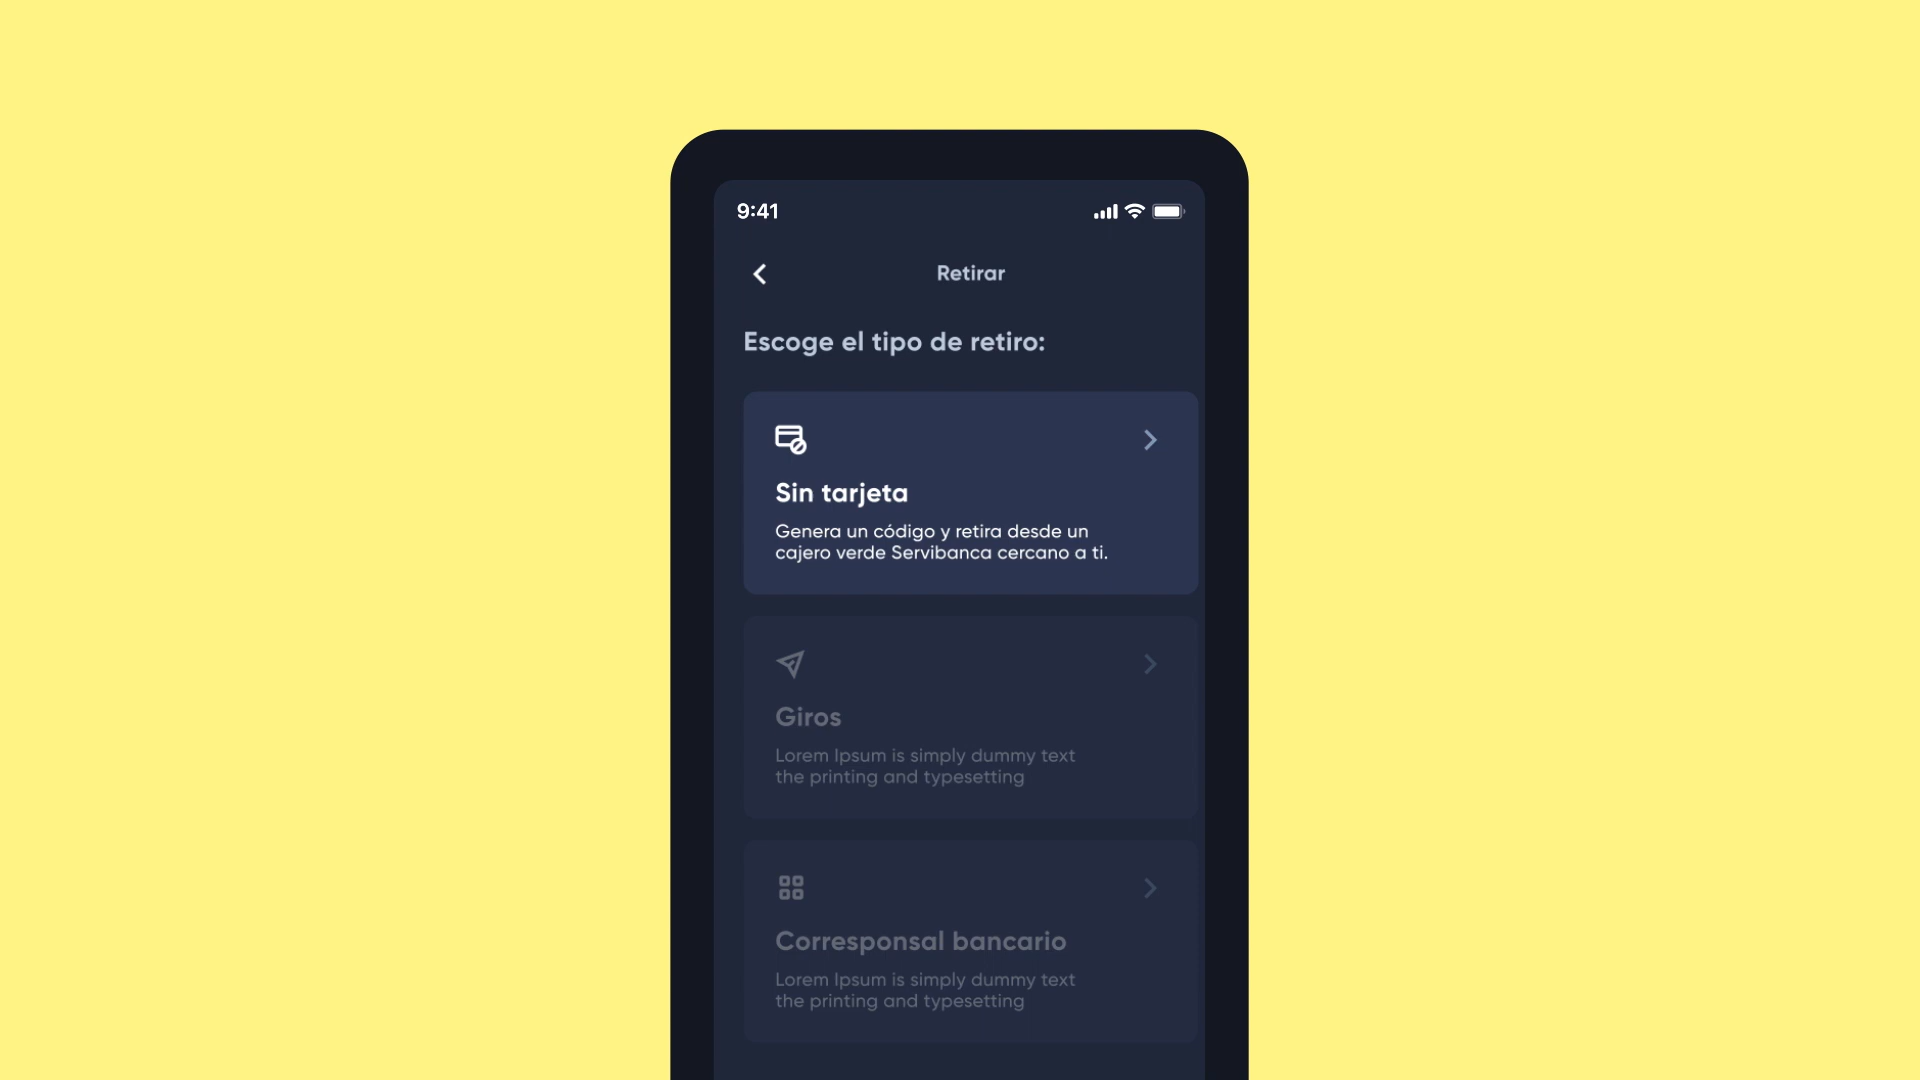 9:41
Retirar
Escoge el tipo de retiro:
Sin tarjeta
Genera un código y retira desde un
cajero verde Servibanca cercano a ti.
Giros
Lorem Ipsum is simply dummy text
the printing and typesetting
Corresponsal bancario
Lorem Ipsum is simply dummy text
the printing and typesetting